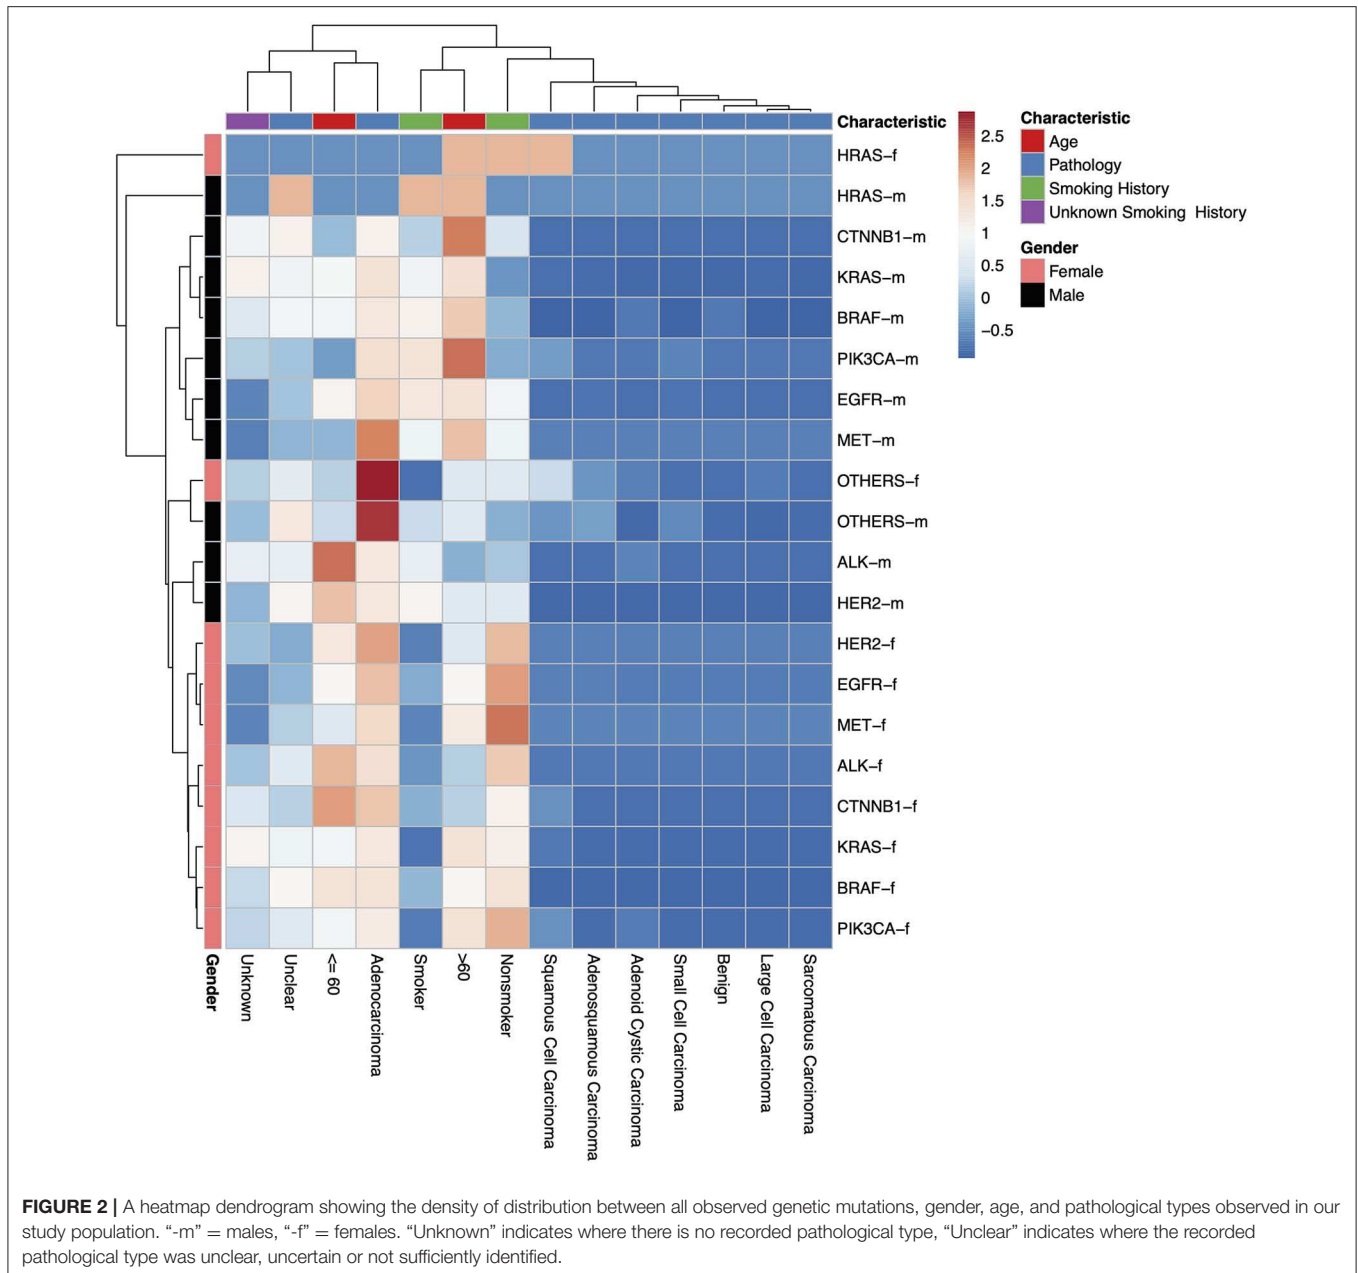 Characteristic
HRAS-f
HRAS-m
CTNNB1-m
KRAS-m
BRAF-m
PIK3CA-m
EGFR-m
MET-m
OTHERS-f
OTHERS-m
ALK-m
HER2-m
HER2-f
EGFR-f
MET-f
ALK-f
CTNNB1-f
KRAS-f
BRAF-f
PIK3CA-f
2.5
2
1.5
1
0.5
0
−0.5
Characteristic
Age
Pathology
Smoking History
Unknown Smoking History
Gender
Female
Male
Gender
Unknown
Unclear
<= 60
Adenocarcinoma
Smoker
>60
Nonsmoker
Squamous Cell Carcinoma
Adenosquamous Carcinoma
Adenoid Cystic Carcinoma
Small Cell Carcinoma
Benign
Large Cell Carcinoma
Sarcomatous Carcinoma
FIGURE 2 | A heatmap dendrogram showing the density of distribution between all observed genetic mutations, gender, age, and pathological types observed in our
study population. “-m” = males, “-f” = females. “Unknown” indicates where there is no recorded pathological type, “Unclear” indicates where the recorded
pathological type was unclear, uncertain or not sufficiently identified.